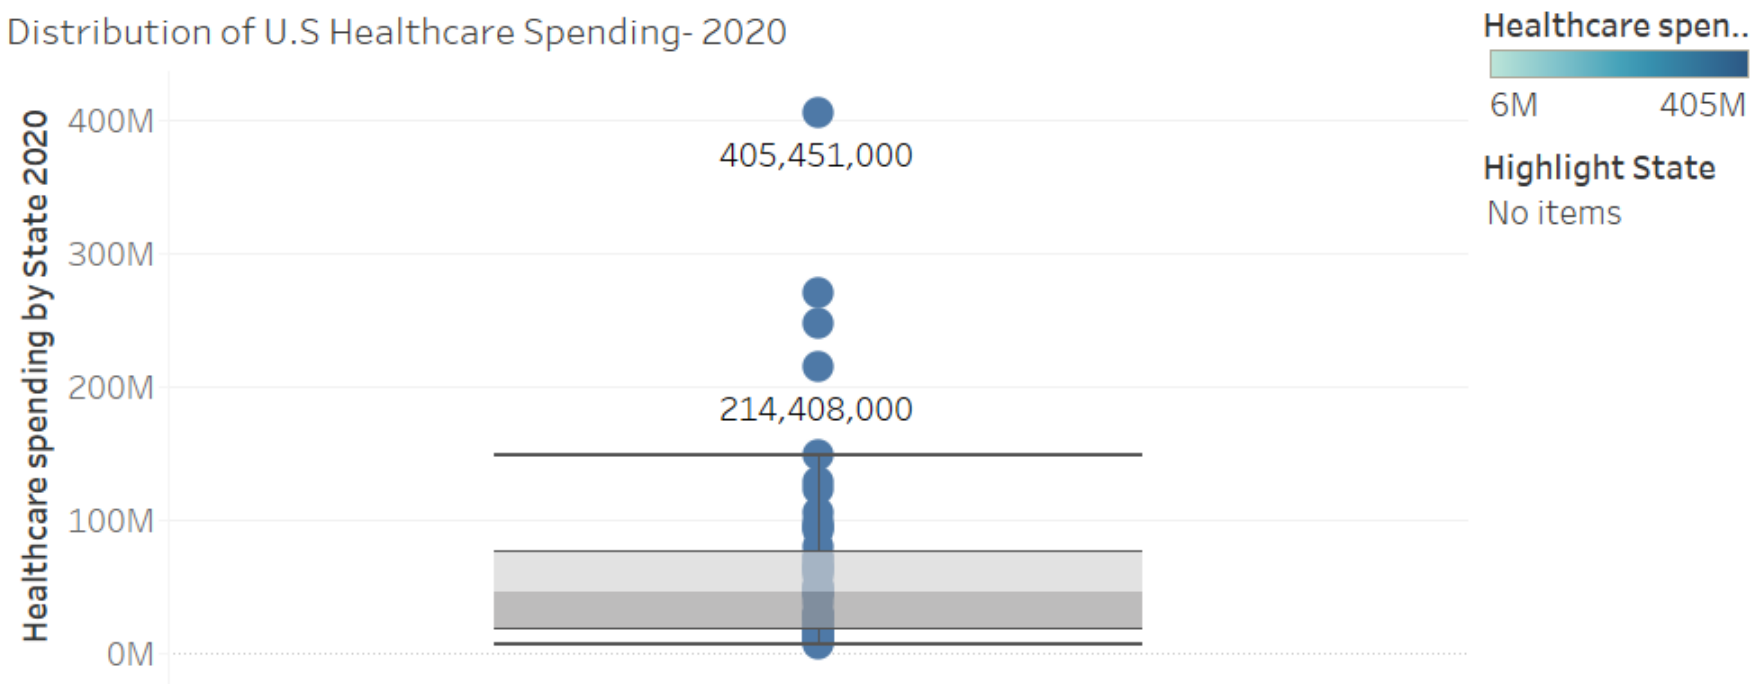 Distribution of U.S Healthcare Spending- 2020
Healthcare spending by State 2020
400M
405,451,000
300M
200M
214,408,000
100M
0M
Healthcare spen..
6M 405M
Highlight State
No items